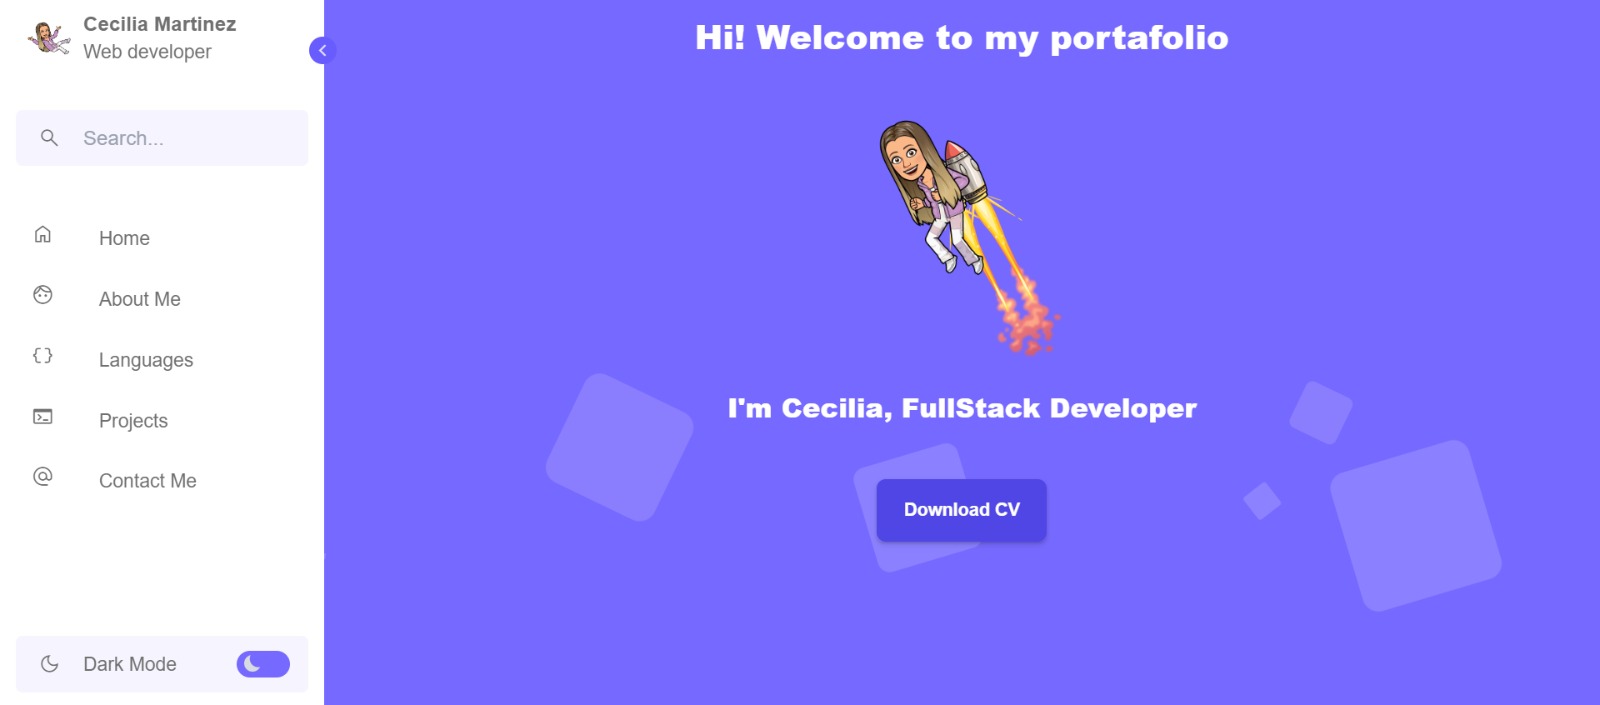 Cecilia Martinez
Web developer
Search...
Home
About Me
Languages
Projects
Contact Me
Dark Mode
Hi! Welcome to my portafolio
I'm Cecilia, FullStack Developer
Download CV